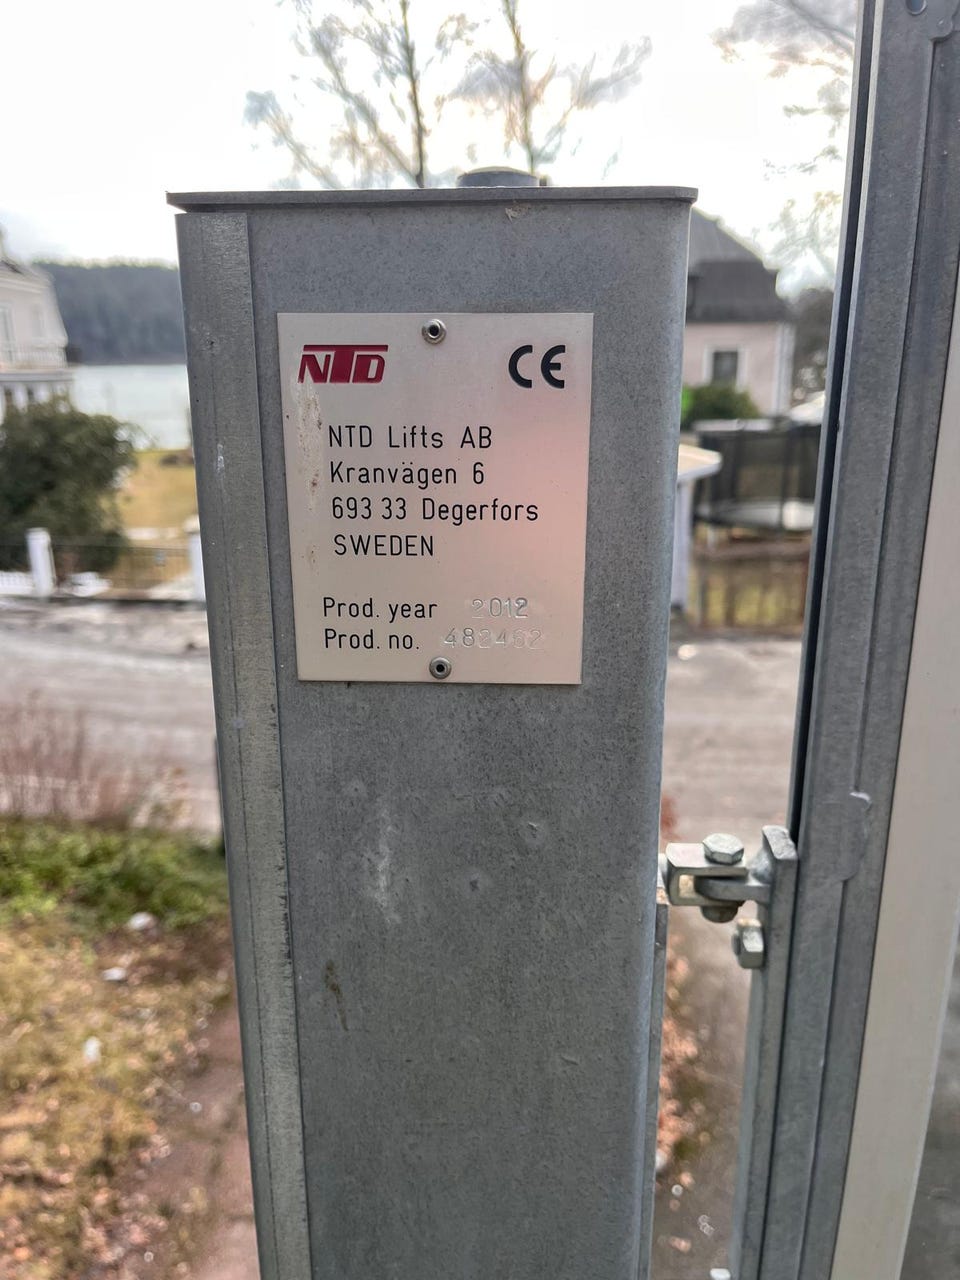 NTD
CE
NTD Lifts AB
Kranvägen 6
693 33 Degerfors
SWEDEN
Prod. year 2012
Prod. no. 482462